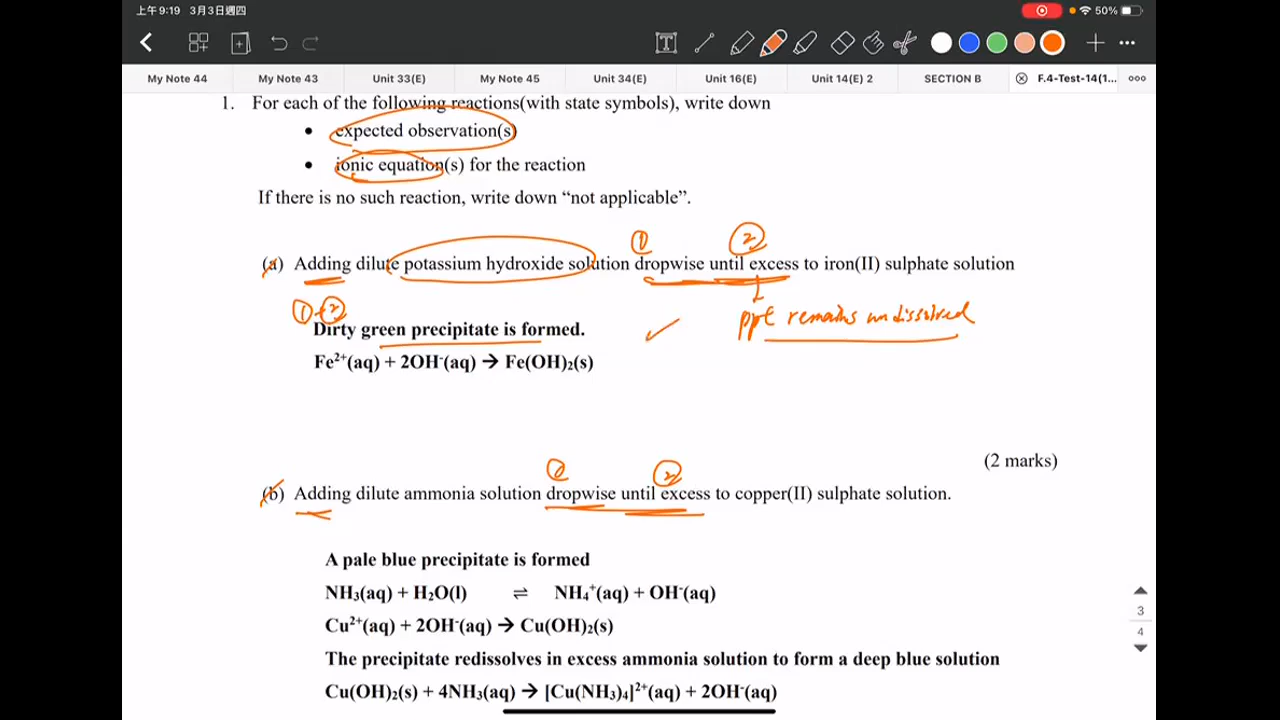 上午9:19 3月3日週四
50%
My Note 44
My Note 43
Unit 33(E)
My Note 45
Unit 34(E)
Unit 16(E)
Unit 14(E) 2
SECTION B
F.4-Test-14(1...
1. For each of the following reactions(with state symbols), write down
• expected observation(s)
• ionic equation(s) for the reaction
If there is no such reaction, write down “not applicable”.
① ②
(a) Adding dilute potassium hydroxide solution dropwise until excess to iron(II) sulphate solution
①+②
ppt remains undissolved
Dirty green precipitate is formed. ✓
Fe²⁺(aq) + 2OH⁻(aq) → Fe(OH)₂(s)
(2 marks)
① ②
(b) Adding dilute ammonia solution dropwise until excess to copper(II) sulphate solution.
A pale blue precipitate is formed
NH₃(aq) + H₂O(l) ⇌ NH₄⁺(aq) + OH⁻(aq)
Cu²⁺(aq) + 2OH⁻(aq) → Cu(OH)₂(s)
3
4
The precipitate redissolves in excess ammonia solution to form a deep blue solution
Cu(OH)₂(s) + 4NH₃(aq) → [Cu(NH₃)₄]²⁺(aq) + 2OH⁻(aq)